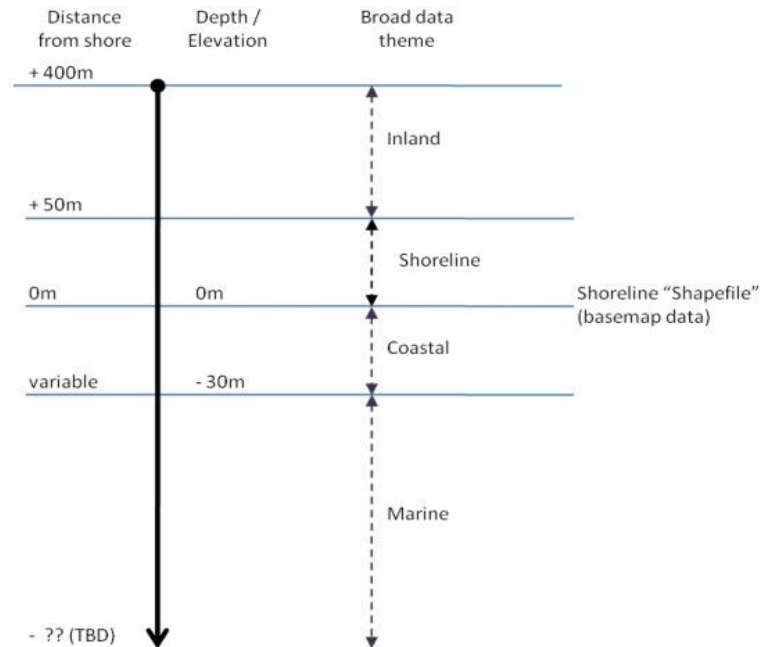 Distance
from shore
Depth /
Elevation
Broad data
theme
+ 400m
Inland
+ 50m
Shoreline
0m
0m
Shoreline “Shapefile”
(basemap data)
Coastal
variable
- 30m
Marine
- ?? (TBD)